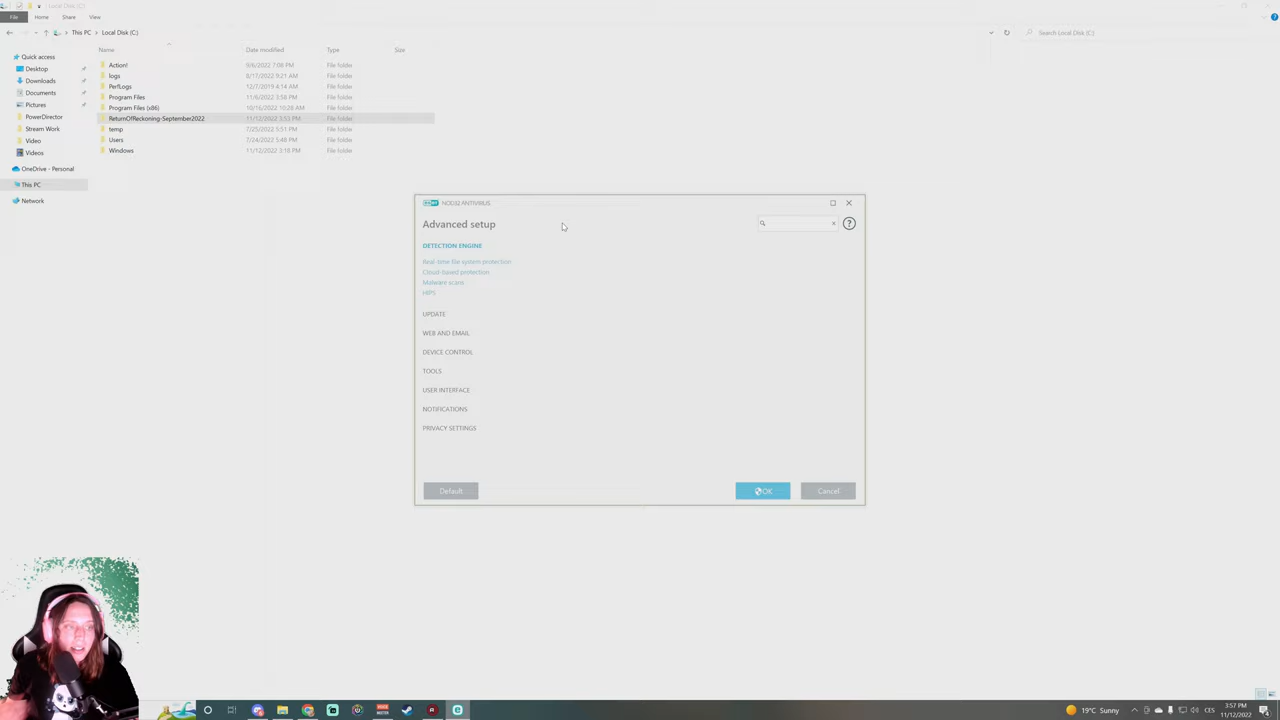 Local Disk (C:)
File Home Share View
This PC Local Disk (C:) Search Local Disk (C:)
Name Date modified Type Size
Quick access
Desktop
Downloads
Documents
Pictures
PowerDirector
Stream Work
Video
Videos
OneDrive - Personal
This PC
Network
Action! 9/6/2022 7:08 PM File folder
logs 8/17/2022 9:21 AM File folder
PerfLogs 12/7/2019 4:14 AM File folder
Program Files 11/6/2022 3:58 PM File folder
Program Files (x86) 10/16/2022 10:28 AM File folder
ReturnOfReckoning-September2022 11/12/2022 3:53 PM File folder
temp 7/25/2022 5:51 PM File folder
Users 7/24/2022 5:48 PM File folder
Windows 11/12/2022 3:18 PM File folder
eset NOD32 ANTIVIRUS
Advanced setup
?
DETECTION ENGINE
Real-time file system protection
Cloud-based protection
Malware scans
HIPS
UPDATE
WEB AND EMAIL
DEVICE CONTROL
TOOLS
USER INTERFACE
NOTIFICATIONS
PRIVACY SETTINGS
Default OK Cancel
19°C Sunny CES 3:57 PM
11/12/2022